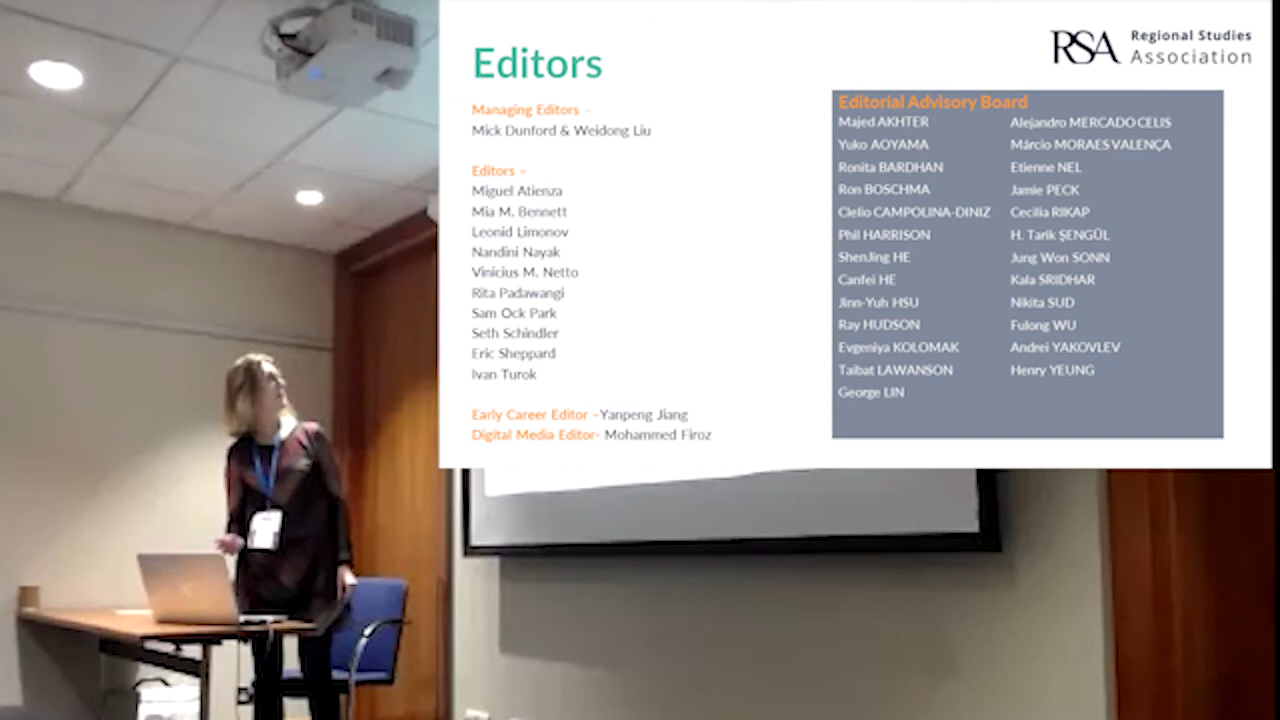 Editors
RSA Regional Studies
Association
Managing Editors -
Mick Dunford & Weidong Liu
Editors –
Miguel Atienza
Mia M. Bennett
Leonid Limonov
Nandini Nayak
Vinicius M. Netto
Rita Padawangi
Sam Ock Park
Seth Schindler
Eric Sheppard
Ivan Turok
Early Career Editor –Yanpeng Jiang
Digital Media Editor- Mohammed Firoz
Editorial Advisory Board
Majed AKHTER
Yuko AOYAMA
Ronita BARDHAN
Ron BOSCHMA
Clelio CAMPOLINA-DINIZ
Phil HARRISON
ShenJing HE
Canfei HE
Jinn-Yuh HSU
Ray HUDSON
Evgeniya KOLOMAK
Taibat LAWANSON
George LIN
Alejandro MERCADO CELIS
Márcio MORAES VALENÇA
Etienne NEL
Jamie PECK
Cecilia RIKAP
H. Tarik ŞENGÜL
Jung Won SONN
Kala SRIDHAR
Nikita SUD
Fulong WU
Andrei YAKOVLEV
Henry YEUNG